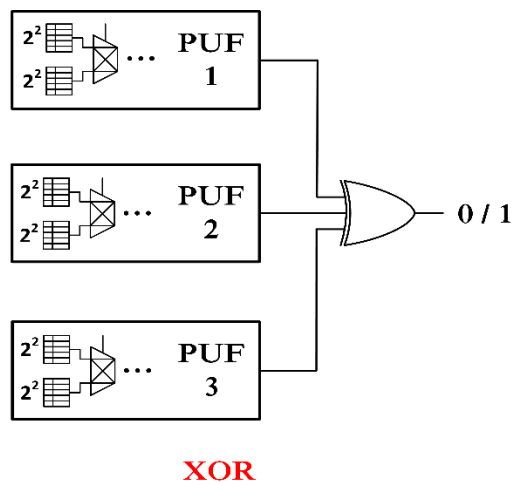 2² ... PUF
2² 1
2² ... PUF
2² 2
0 / 1
2² ... PUF
2² 3
XOR